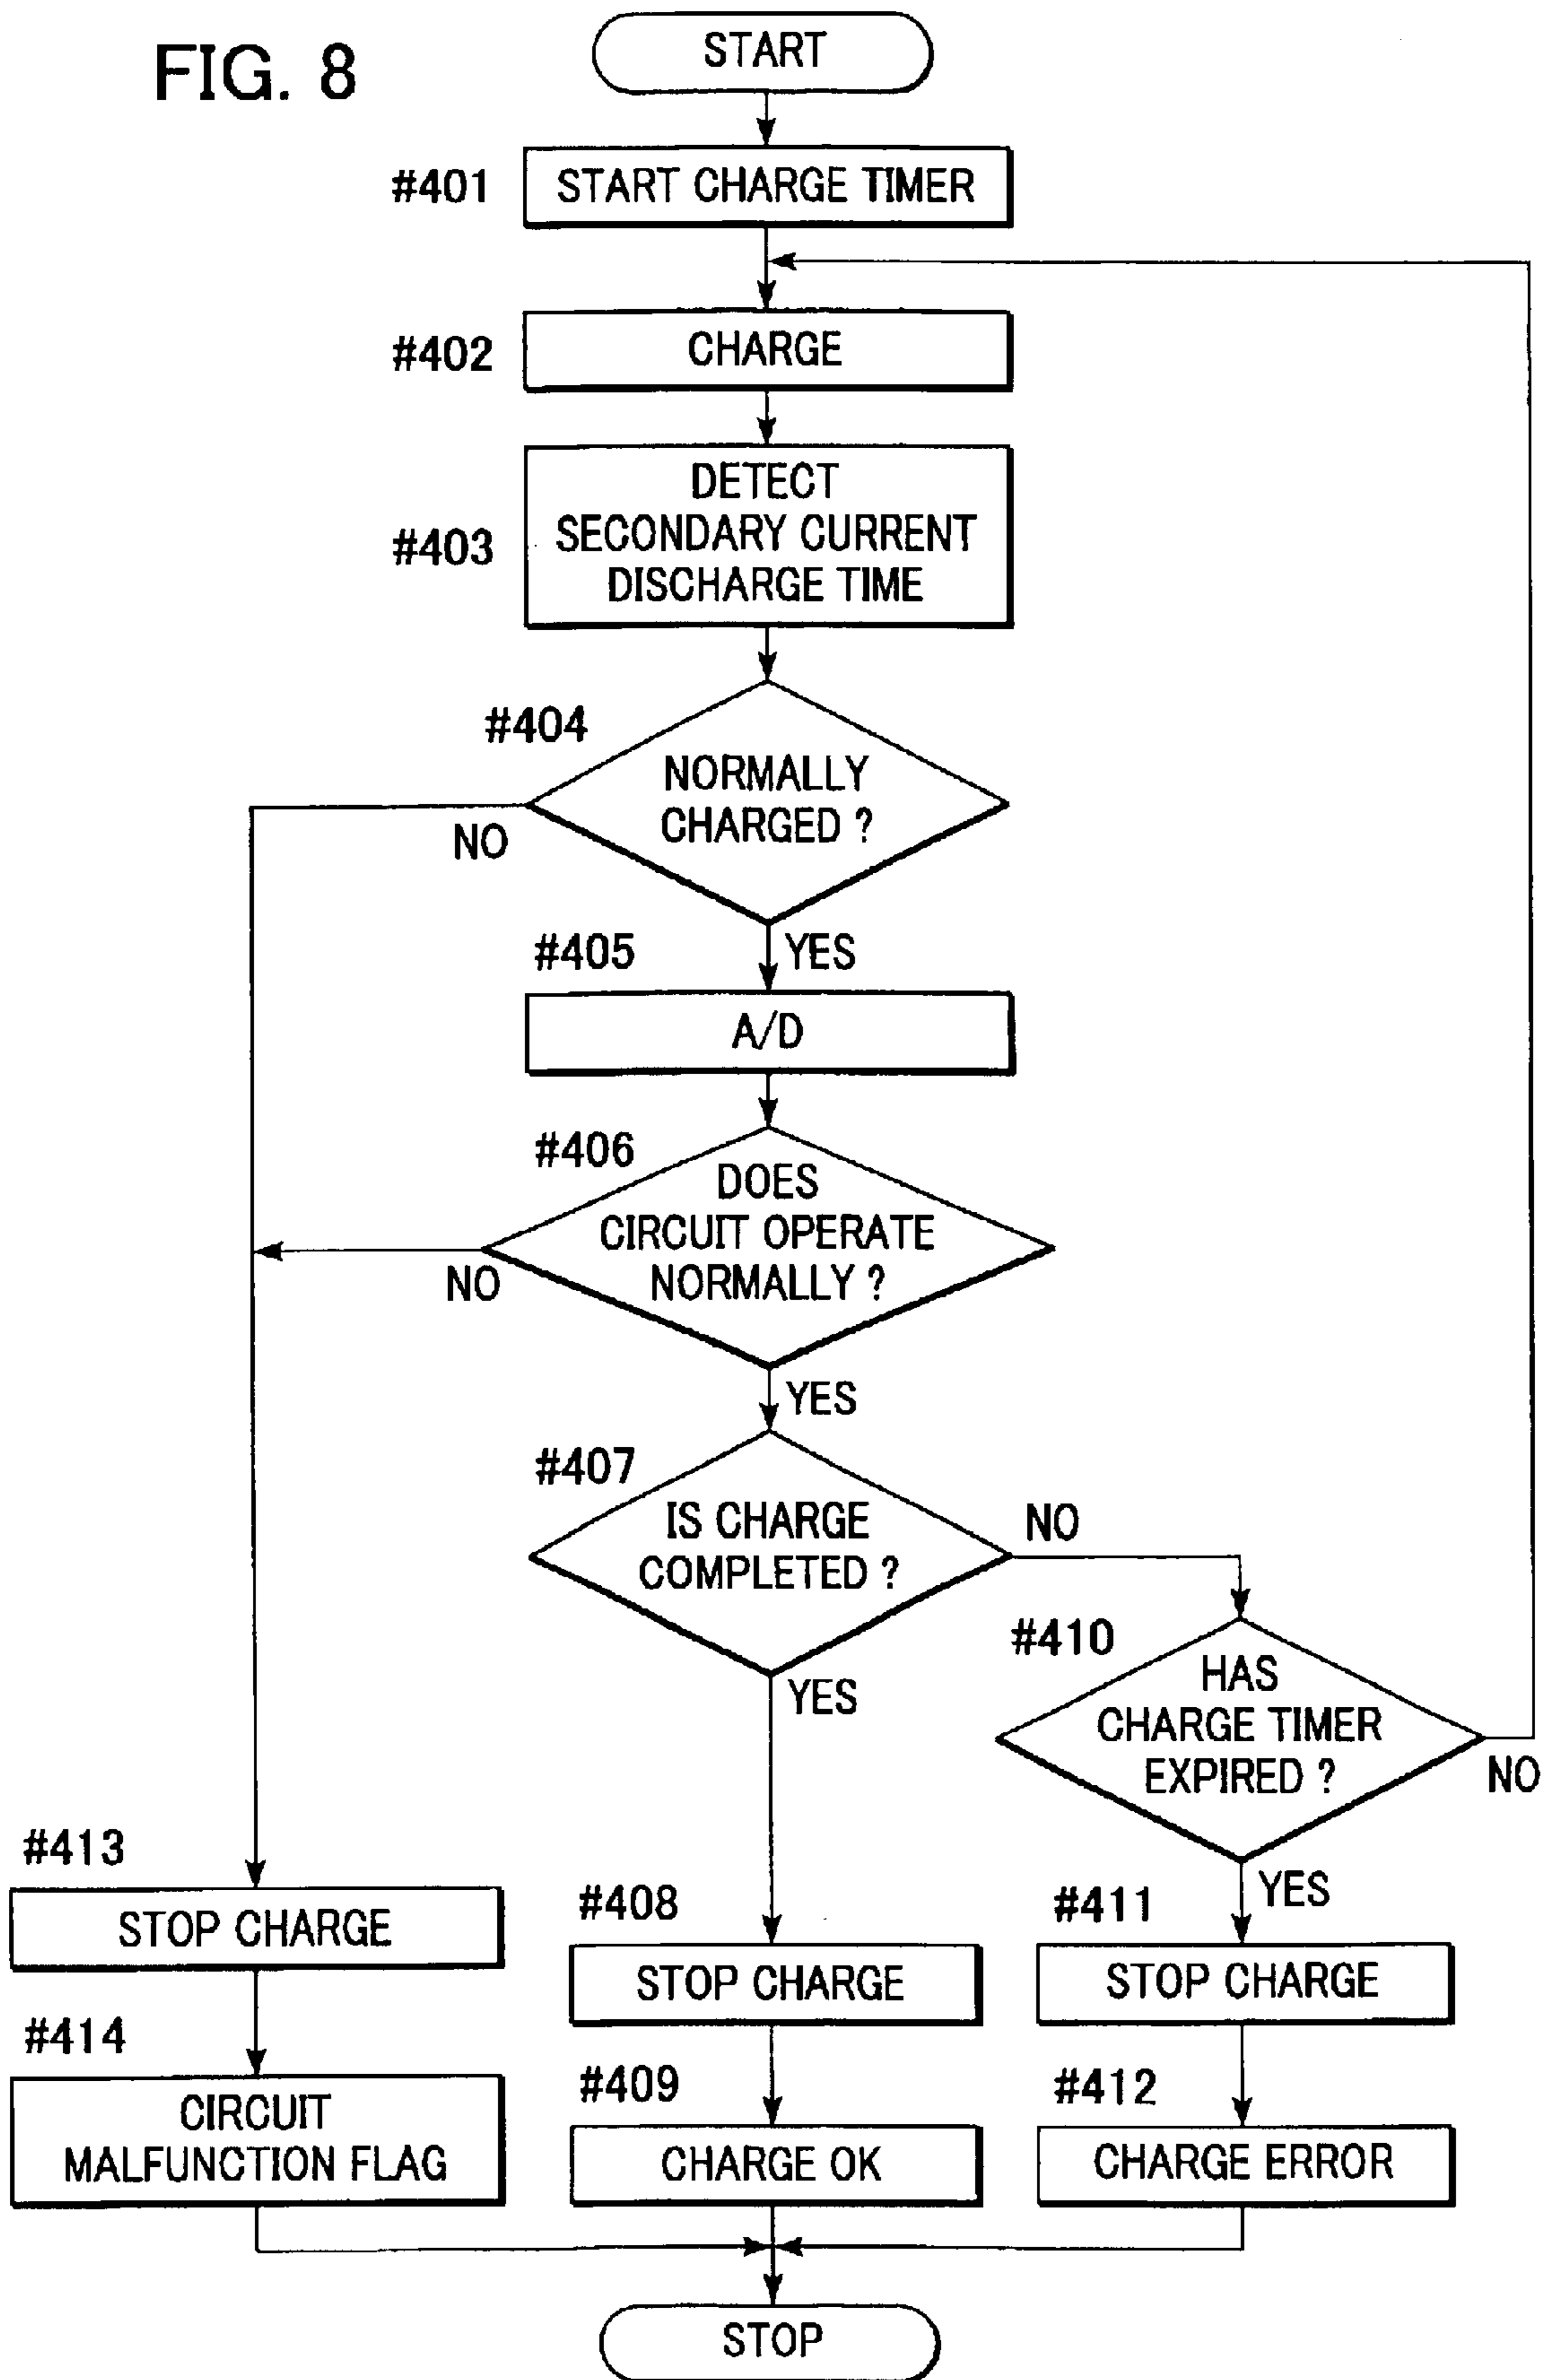 FIG. 8
START
#401
START CHARGE TIMER
#402
CHARGE
#403
DETECT
SECONDARY CURRENT
DISCHARGE TIME
#404
NORMALLY
CHARGED ?
NO
YES
#405
A/D
#406
DOES
CIRCUIT OPERATE
NORMALLY ?
NO
YES
#407
IS CHARGE
COMPLETED ?
NO
YES
#410
HAS
CHARGE TIMER
EXPIRED ?
NO
YES
#413
STOP CHARGE
#408
STOP CHARGE
#411
STOP CHARGE
#414
CIRCUIT
MALFUNCTION FLAG
#409
CHARGE OK
#412
CHARGE ERROR
STOP